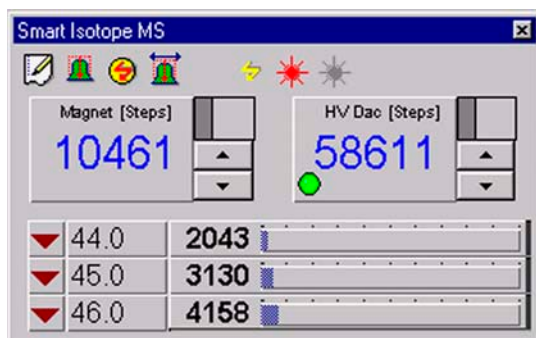 Smart Isotope MS
Magnet [Steps] HV Dac [Steps]
10461 58611
44.0 2043
45.0 3130
46.0 4158